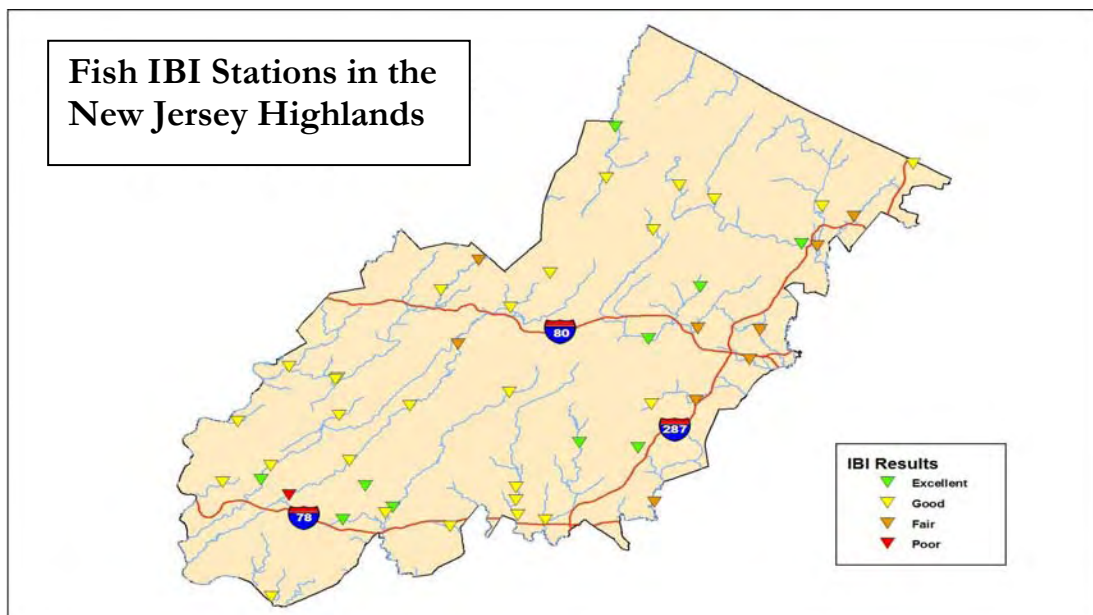 Fish IBI Stations in the
New Jersey Highlands
80
287
78
IBI Results
Excellent
Good
Fair
Poor